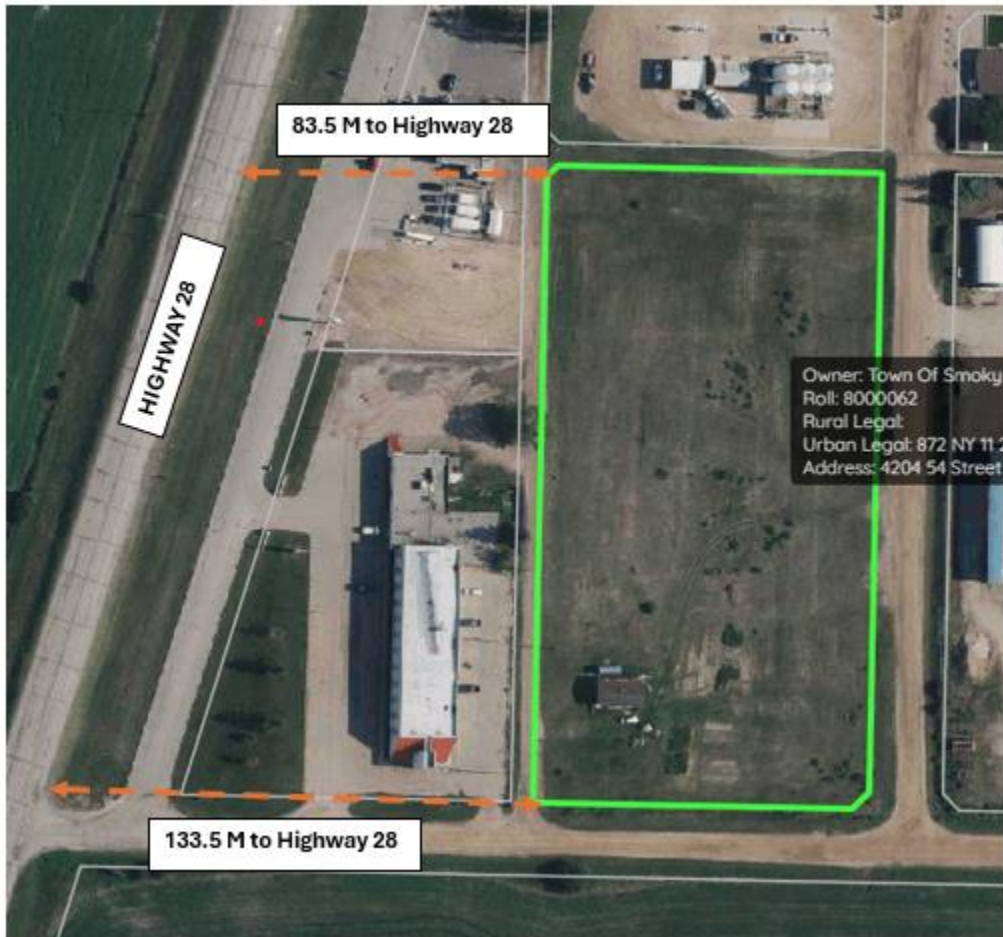 83.5 M to Highway 28
HIGHWAY 28
Owner: Town Of Smoky
Roll: 8000062
Rural Legal:
Urban Legal: 872 NY 11
Address: 4204 54 Street
133.5 M to Highway 28